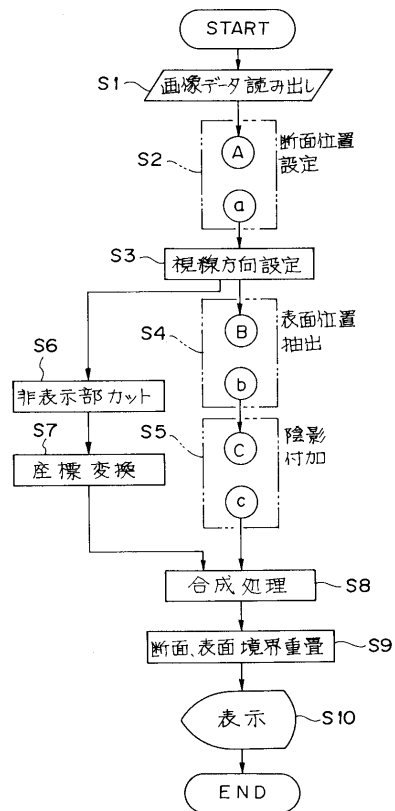 START
S1
画像データ読み出し
S2
A
断面位置
設定
a
S3
視線方向設定
S4
B
表面位置
抽出
b
S6
非表示部カット
S7
座標変換
S5
C
陰影
付加
c
合成処理
S8
断面、表面境界重畳
S9
表示
S10
END